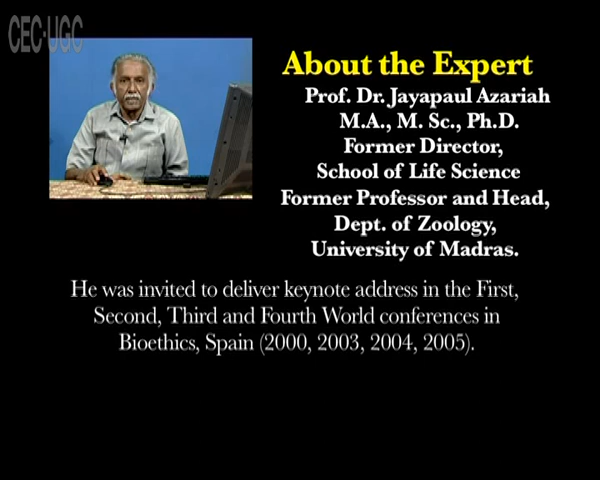 CEC-UGC
About the Expert
Prof. Dr. Jayapaul Azariah
M.A., M. Sc., Ph.D.
Former Director,
School of Life Science
Former Professor and Head,
Dept. of Zoology,
University of Madras.
He was invited to deliver keynote address in the First,
Second, Third and Fourth World conferences in
Bioethics, Spain (2000, 2003, 2004, 2005).